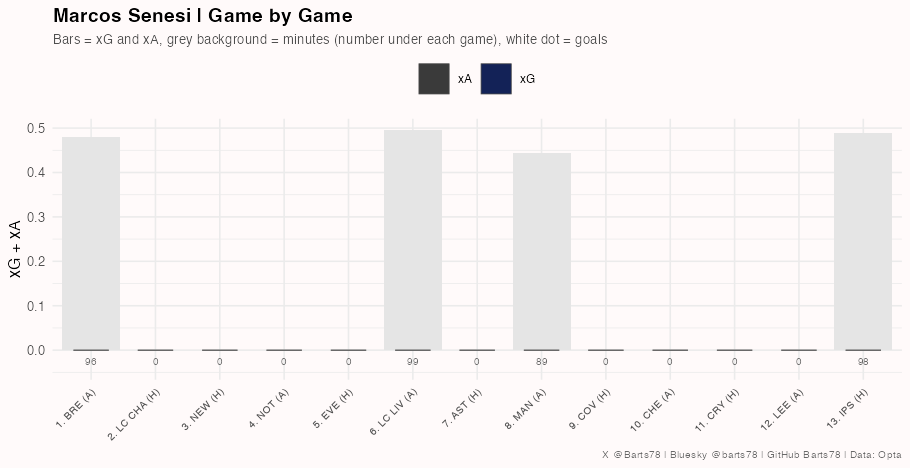 Marcos Senesi | Game by Game
Bars = xG and xA, grey background = minutes (number under each game), white dot = goals
xA xG
xG + xA
0.5
0.4
0.3
0.2
0.1
0.0
96 0 0 0 0 99 0 89 0 0 0 0 98
1. BRE (A)
2. LC CHA (H)
3. NEW (H)
4. NOT (A)
5. EVE (H)
6. LC LIV (A)
7. AST (H)
8. MAN (A)
9. COV (H)
10. CHE (A)
11. CRY (H)
12. LEE (A)
13. IPS (H)
X @Barts78 | Bluesky @barts78 | GitHub Barts78 | Data: Opta